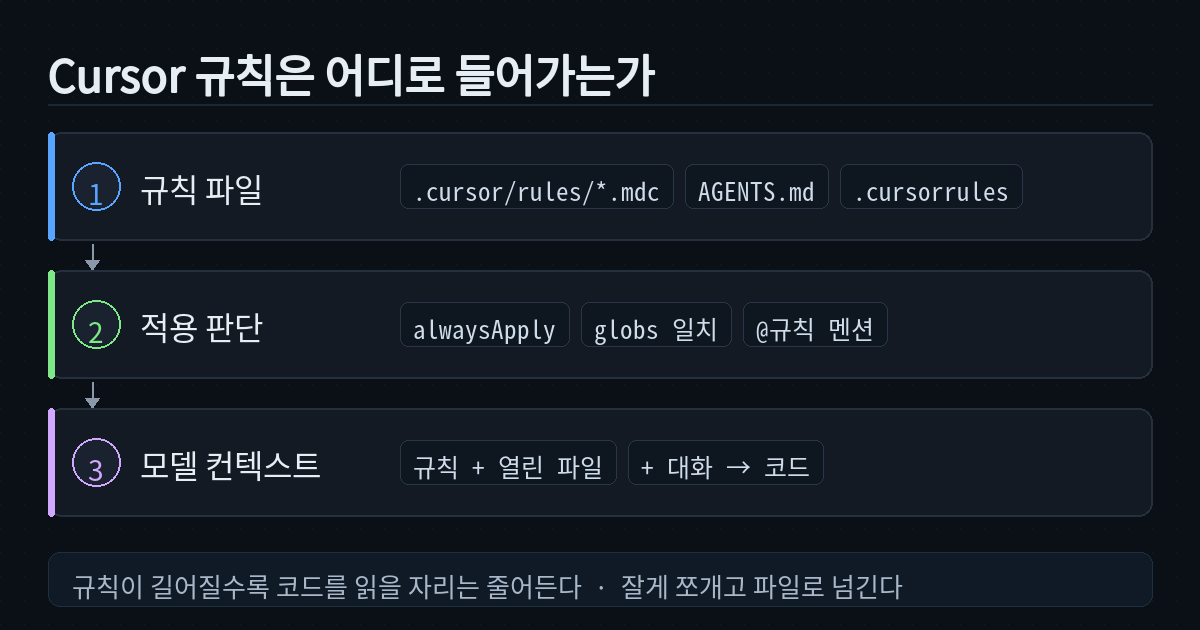 Cursor 규칙은 어디로 들어가는가
1 규칙 파일 .cursor/rules/*.mdc AGENTS.md .cursorrules
2 적용 판단 alwaysApply globs 일치 @규칙 멘션
3 모델 컨텍스트 규칙 + 열린 파일 + 대화 → 코드
규칙이 길어질수록 코드를 읽을 자리는 줄어든다 · 잘게 쪼개고 파일로 넘긴다